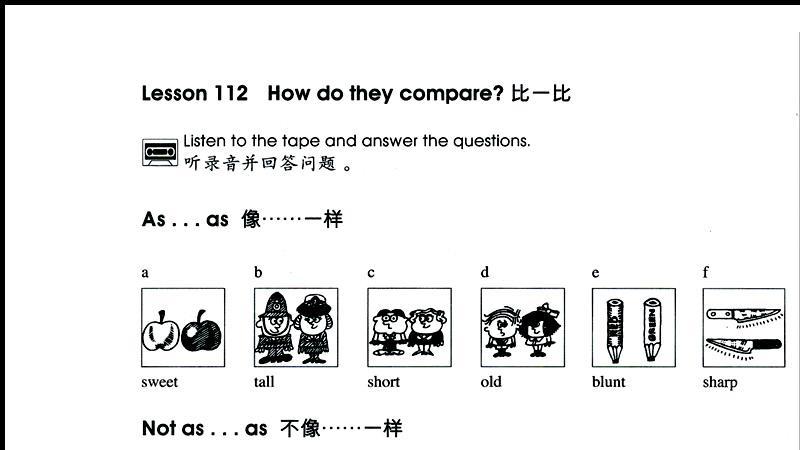 Lesson 112 How do they compare? 比一比
Listen to the tape and answer the questions.
听录音并回答问题。
As . . . as 像……一样
a b c d e f
RED GREEN
sweet tall short old blunt sharp
Not as . . . as 不像……一样